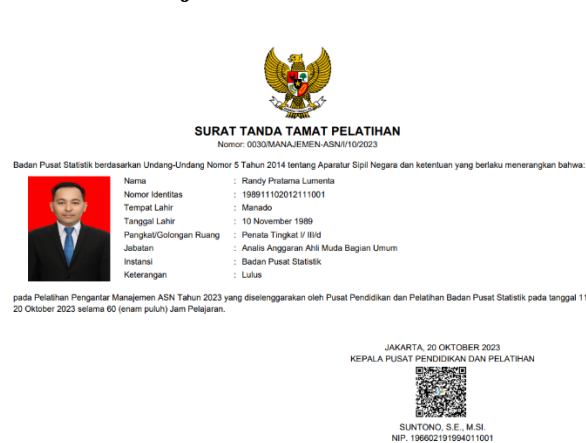 SURAT TANDA TAMAT PELATIHAN
Nomor: 0030/MANAJEMEN-ASN/I/10/2023
Badan Pusat Statistik berdasarkan Undang-Undang Nomor 5 Tahun 2014 tentang Aparatur Sipil Negara dan ketentuan yang berlaku menerangkan bahwa:
Nama : Randy Pratama Lumenta
Nomor Identitas : 198911102012111001
Tempat Lahir : Manado
Tanggal Lahir : 10 November 1989
Pangkat/Golongan Ruang : Penata Tingkat I/ III/d
Jabatan : Analis Anggaran Ahli Muda Bagian Umum
Instansi : Badan Pusat Statistik
Keterangan : Lulus
pada Pelatihan Pengantar Manajemen ASN Tahun 2023 yang diselenggarakan oleh Pusat Pendidikan dan Pelatihan Badan Pusat Statistik pada tanggal 11
20 Oktober 2023 selama 60 (enam puluh) Jam Pelajaran.
JAKARTA, 20 OKTOBER 2023
KEPALA PUSAT PENDIDIKAN DAN PELATIHAN
SUNTONO, S.E., M.SI.
NIP. 196602191994011001